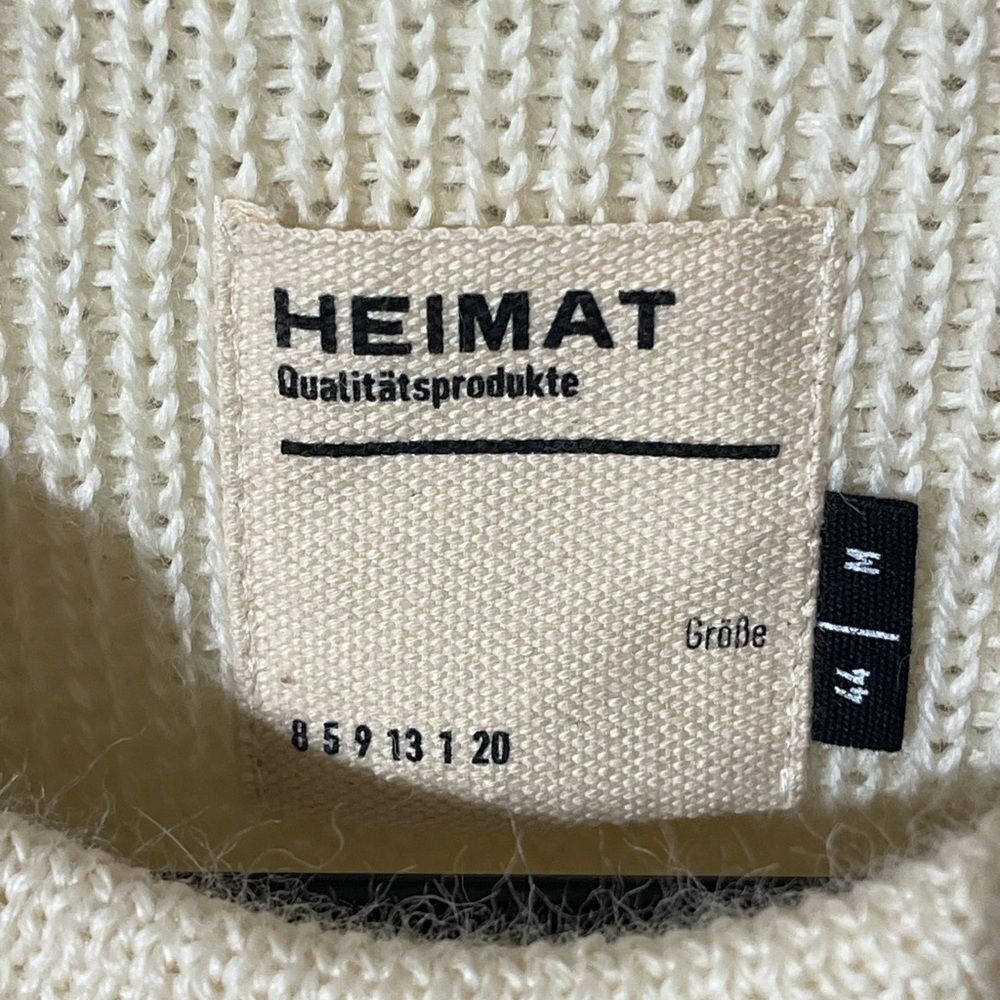 HEIMAT
Qualitätsprodukte
Größe
44 | M
8 5 9 13 1 20